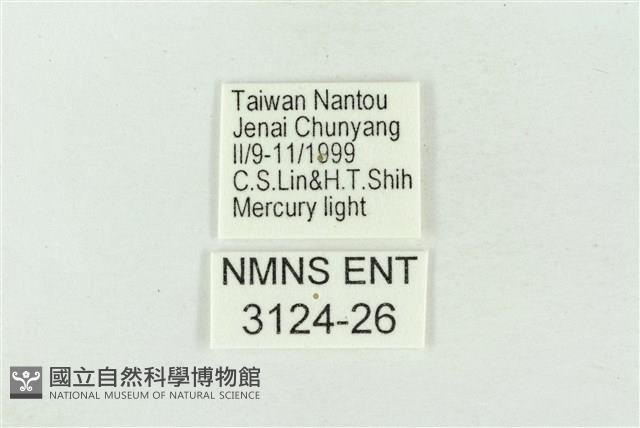 Taiwan Nantou
Jenai Chunyang
II/9-11/1999
C.S.Lin&H.T.Shih
Mercury light
NMNS ENT
3124-26
國立自然科學博物館
NATIONAL MUSEUM OF NATURAL SCIENCE